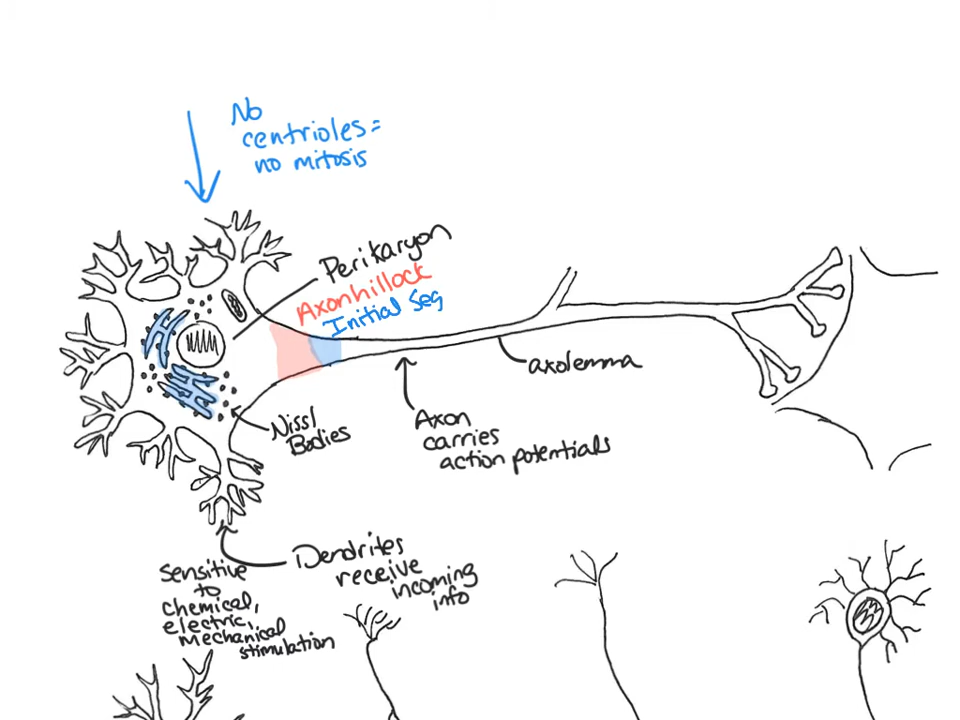 No
centrioles=
no mitosis
Perikaryon
Axonhillock
Initial Seg
axolemma
Nissl
Bodies
Axon
carries
action potentials
Dendrites
receive
incoming
info
Sensitive
to
chemical,
electric,
mechanical
stimulation